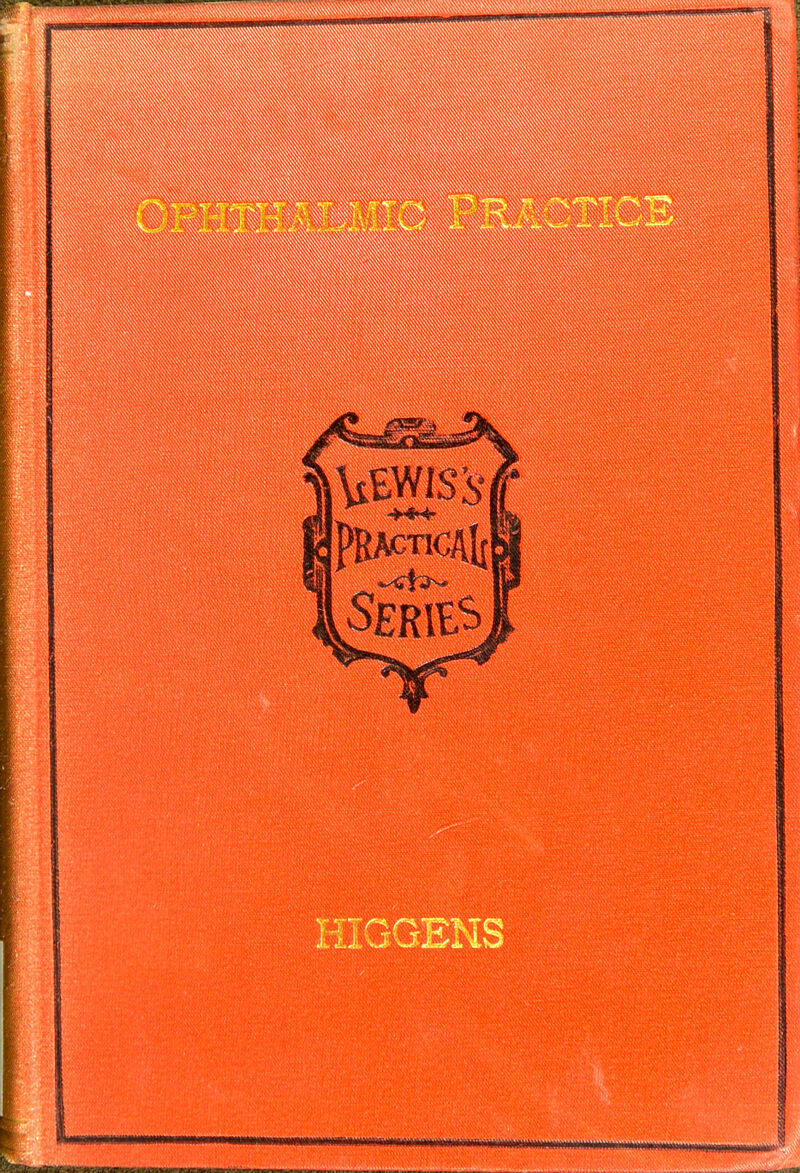 OPHTHALMIC PRACTICE
LEWIS'S
PRACTICAL
SERIES
HIGGENS